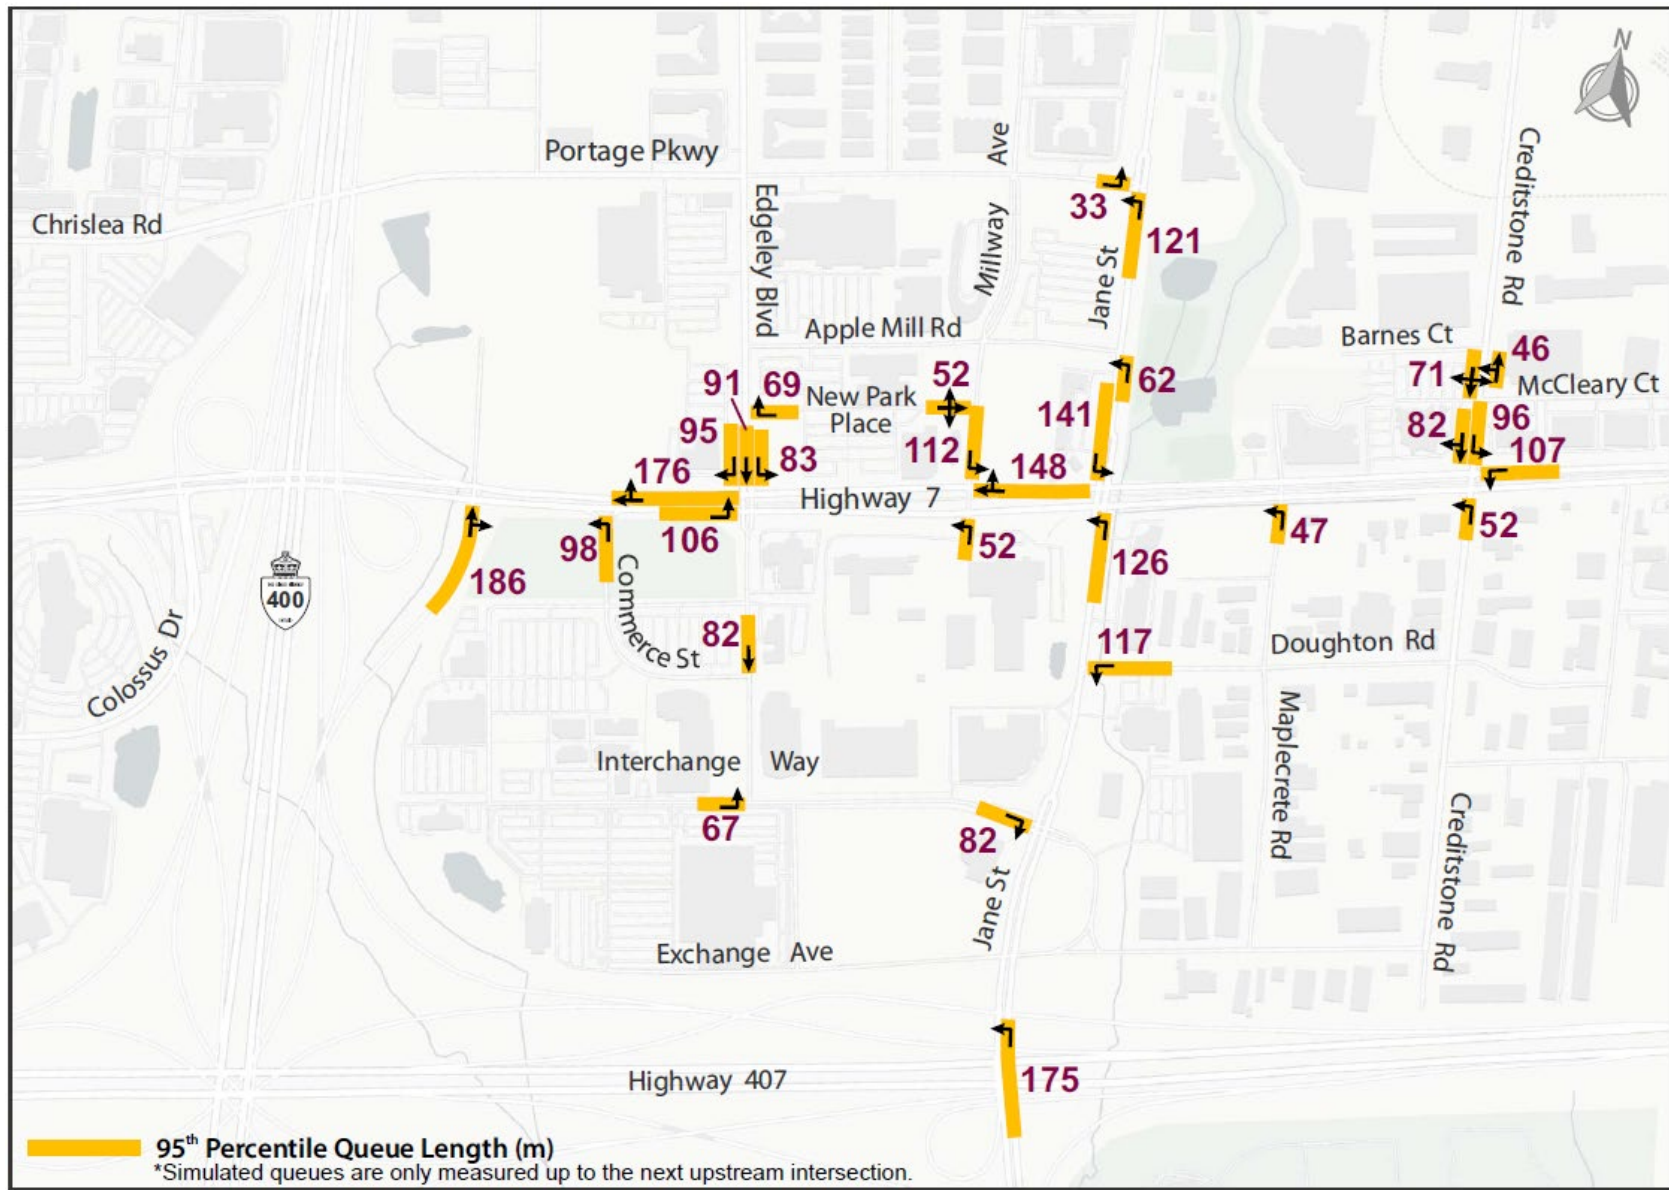 N
Portage Pkwy
Ave
Creditstone Rd
Chrislea Rd
Edgeley Blvd
Millway
33
121
Jane St
Apple Mill Rd
Barnes Ct
46
91
69
52
62
71
McCleary Ct
New Park
Place
95
141
82
96
176
83
112
148
107
Highway 7
106
98
52
47
52
186
126
400
Commerce St
82
117
Doughton Rd
Colossus Dr
Maplecrete Rd
Interchange Way
67
82
Creditstone Rd
Jane St
Exchange Ave
175
Highway 407
95th Percentile Queue Length (m)
*Simulated queues are only measured up to the next upstream intersection.